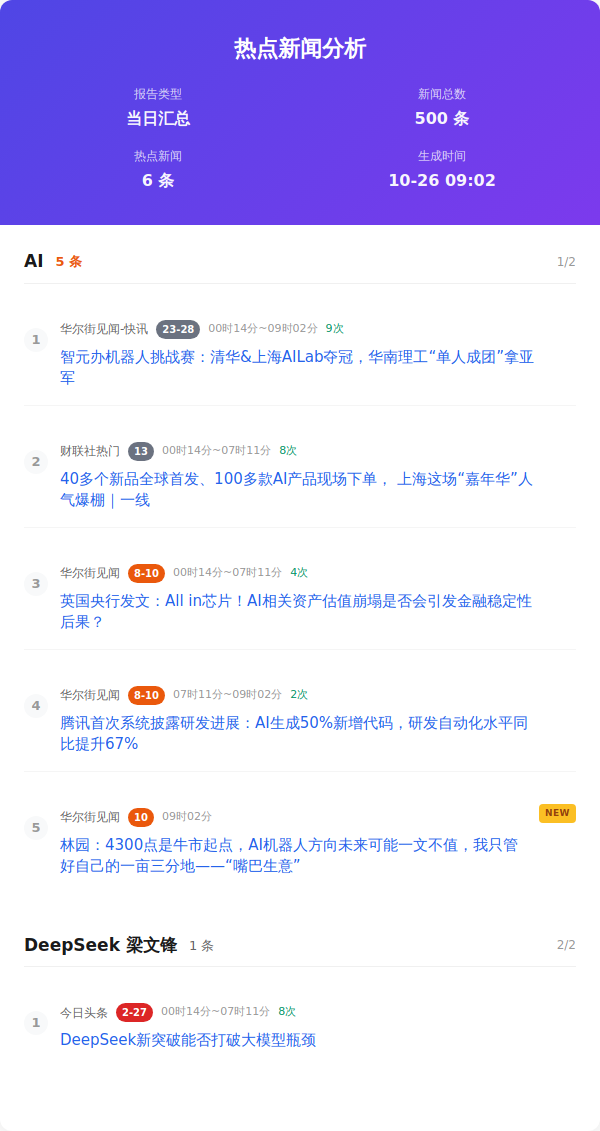 热点新闻分析
报告类型
当日汇总
新闻总数
500 条
热点新闻
6 条
生成时间
10-26 09:02
AI 5 条 1/2
1
华尔街见闻-快讯 23-28 00时14分~09时02分 9次
智元办机器人挑战赛：清华&上海AILab夺冠，华南理工“单人成团”拿亚
军
2
财联社热门 13 00时14分~07时11分 8次
40多个新品全球首发、100多款AI产品现场下单， 上海这场“嘉年华”人
气爆棚｜一线
3
华尔街见闻 8-10 00时14分~07时11分 4次
英国央行发文：All in芯片！AI相关资产估值崩塌是否会引发金融稳定性
后果？
4
华尔街见闻 8-10 07时11分~09时02分 2次
腾讯首次系统披露研发进展：AI生成50%新增代码，研发自动化水平同
比提升67%
5
华尔街见闻 10 09时02分 NEW
林园：4300点是牛市起点，AI机器人方向未来可能一文不值，我只管
好自己的一亩三分地——“嘴巴生意”
DeepSeek 梁文锋 1 条 2/2
1
今日头条 2-27 00时14分~07时11分 8次
DeepSeek新突破能否打破大模型瓶颈